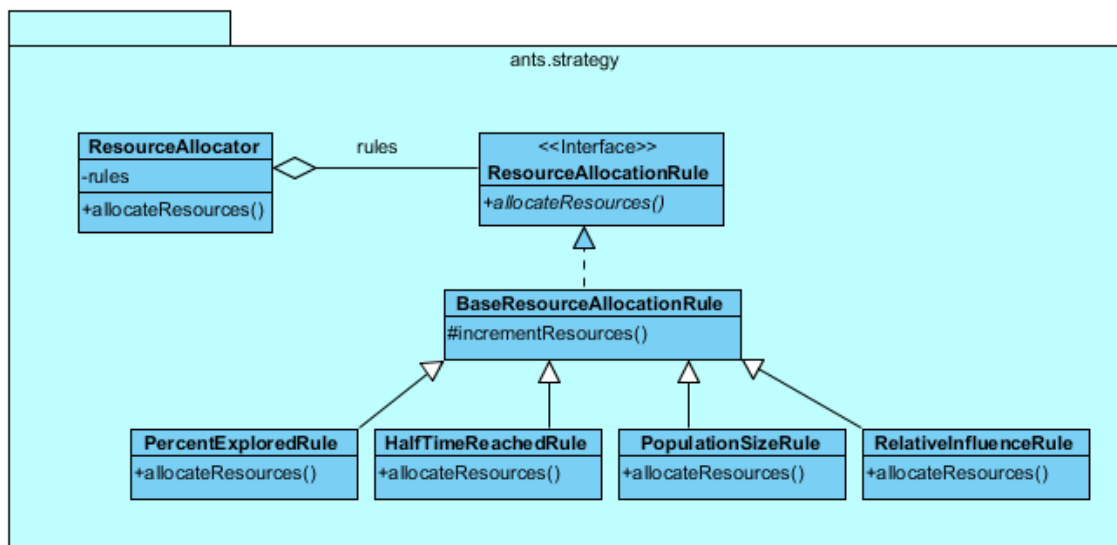 ants.strategy
ResourceAllocator
-rules
+allocateResources()
rules
<<Interface>>
ResourceAllocationRule
+allocateResources()
BaseResourceAllocationRule
#incrementResources()
PercentExploredRule
+allocateResources()
HalfTimeReachedRule
+allocateResources()
PopulationSizeRule
+allocateResources()
RelativeInfluenceRule
+allocateResources()